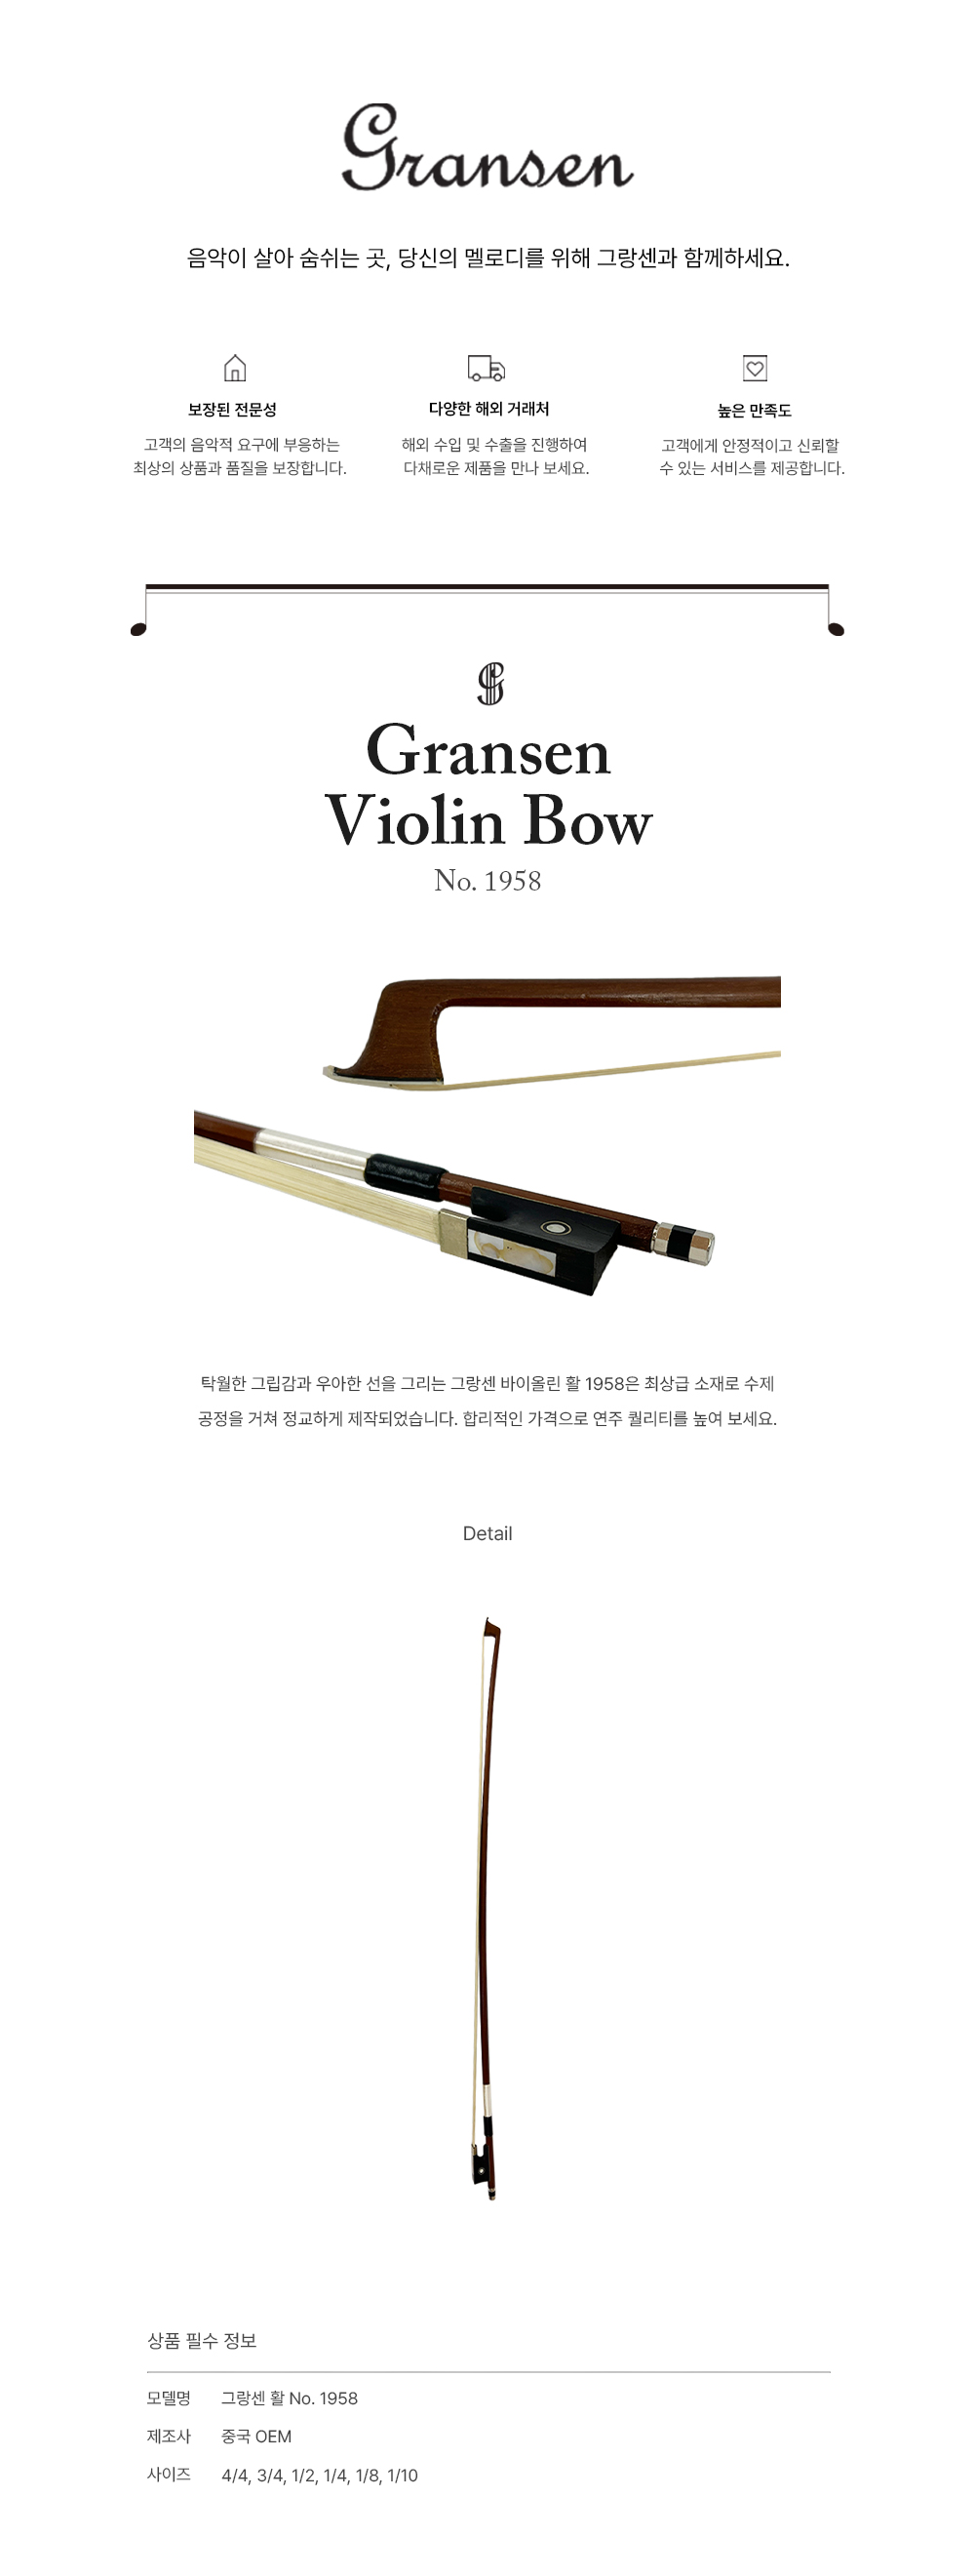 Gransen
음악이 살아 숨쉬는 곳, 당신의 멜로디를 위해 그랑센과 함께하세요.
보장된 전문성
고객의 음악적 요구에 부응하는
최상의 상품과 품질을 보장합니다.
다양한 해외 거래처
해외 수입 및 수출을 진행하여
다채로운 제품을 만나 보세요.
높은 만족도
고객에게 안정적이고 신뢰할
수 있는 서비스를 제공합니다.
Gransen
Violin Bow
No. 1958
탁월한 그립감과 우아한 선을 그리는 그랑센 바이올린 활 1958은 최상급 소재로 수제
공정을 거쳐 정교하게 제작되었습니다. 합리적인 가격으로 연주 퀄리티를 높여 보세요.
Detail
상품 필수 정보
모델명 그랑센 활 No. 1958
제조사 중국 OEM
사이즈 4/4, 3/4, 1/2, 1/4, 1/8, 1/10